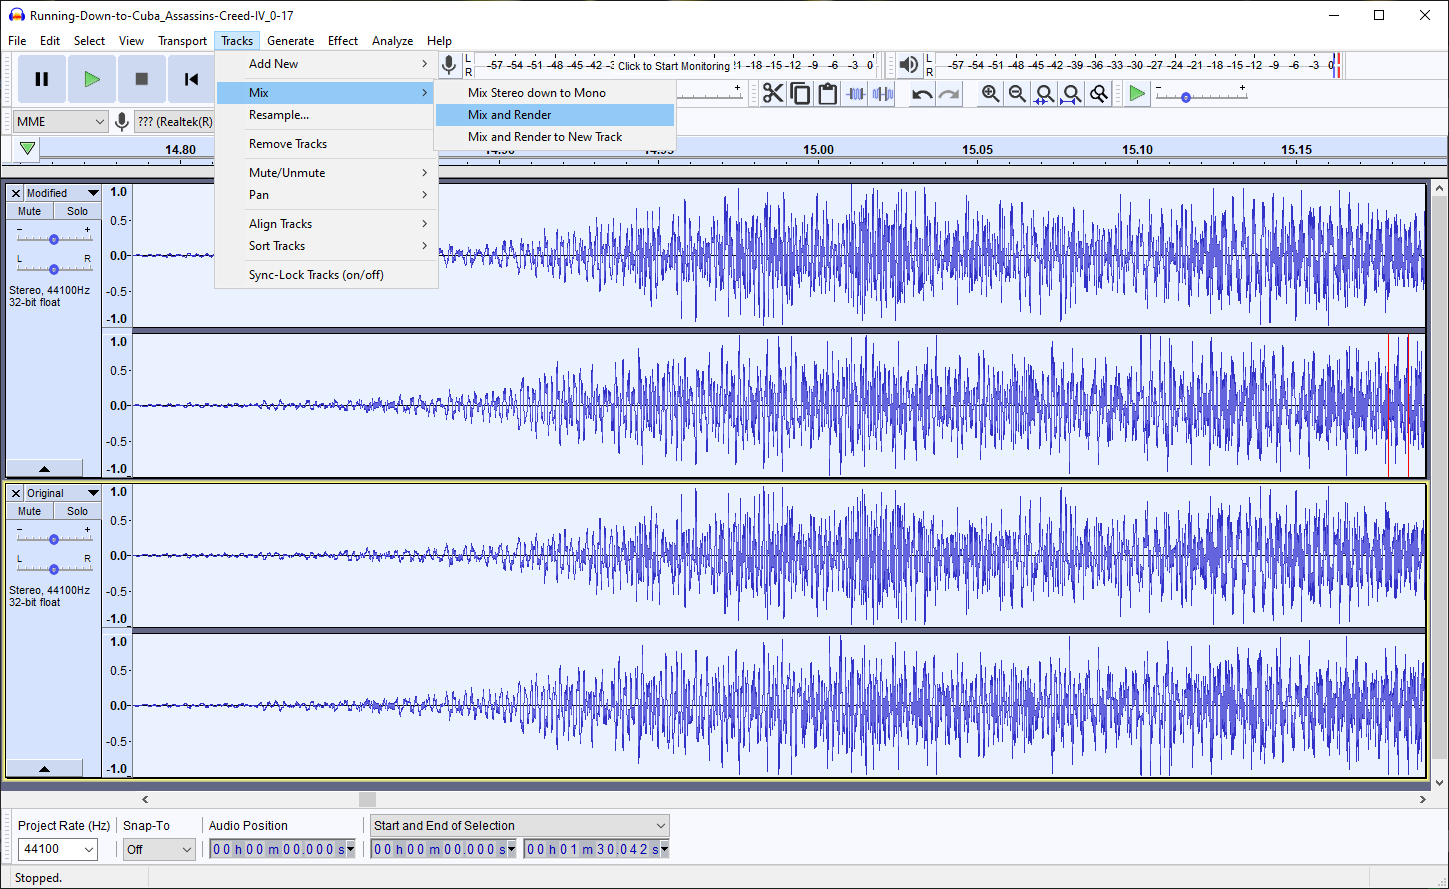 Running-Down-to-Cuba_Assassins-Creed-IV_0-17
File Edit Select View Transport Tracks Generate Effect Analyze Help
Add New
Mix
Resample...
Remove Tracks
Mute/Unmute
Pan
Align Tracks
Sort Tracks
Sync-Lock Tracks (on/off)
Mix Stereo down to Mono
Mix and Render
Mix and Render to New Track
L
R
-57 -54 -51 -48 -45 -42 -3 Click to Start Monitoring !1 -18 -15 -12 -9 -6 -3 0
L
R
-57 -54 -51 -48 -45 -42 -39 -36 -33 -30 -27 -24 -21 -18 -15 -12 -9 -6 -3 0
MME
??? (Realtek(R)
14.80 15.00 15.05 15.10 15.15
Modified
Mute Solo
- +
L R
Stereo, 44100Hz
32-bit float
1.0
0.5
0.0
-0.5
-1.0
1.0
0.5
0.0
-0.5
-1.0
Original
Mute Solo
- +
L R
Stereo, 44100Hz
32-bit float
1.0
0.5
0.0
-0.5
-1.0
1.0
0.5
0.0
-0.5
-1.0
Project Rate (Hz) Snap-To Audio Position Start and End of Selection
44100 Off 00 h 00 m 00.000 s 00 h 00 m 00.000 s 00 h 01 m 30.042 s
Stopped.